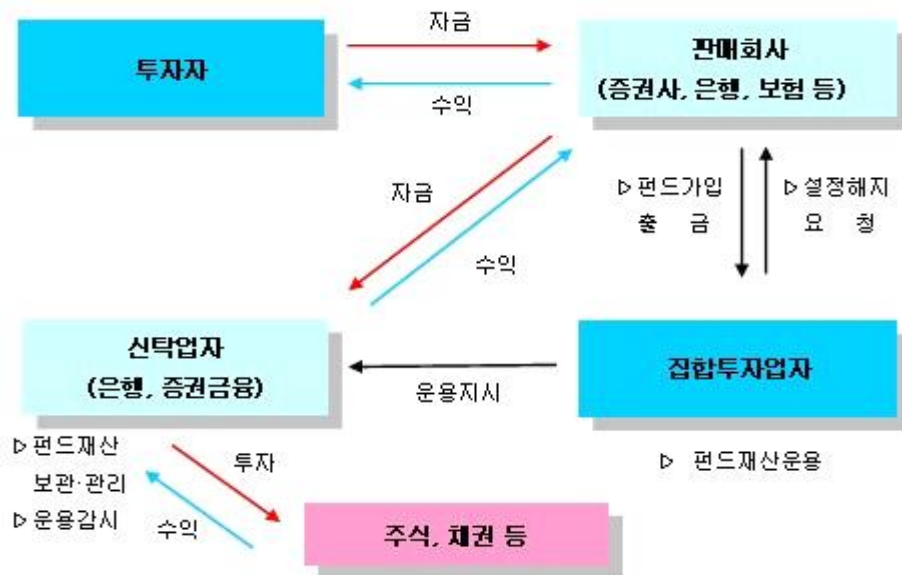 자금
투자자
판매회사
(증권사, 은행, 보험 등)
수익
자금
▷펀드가입
출 금
▷설정해지
요 청
수익
신탁업자
(은행, 증권금융)
집합투자업자
운용지시
▷펀드재산
보관·관리
▷운용감시
투자
수익
▷ 펀드재산운용
주식, 채권 등